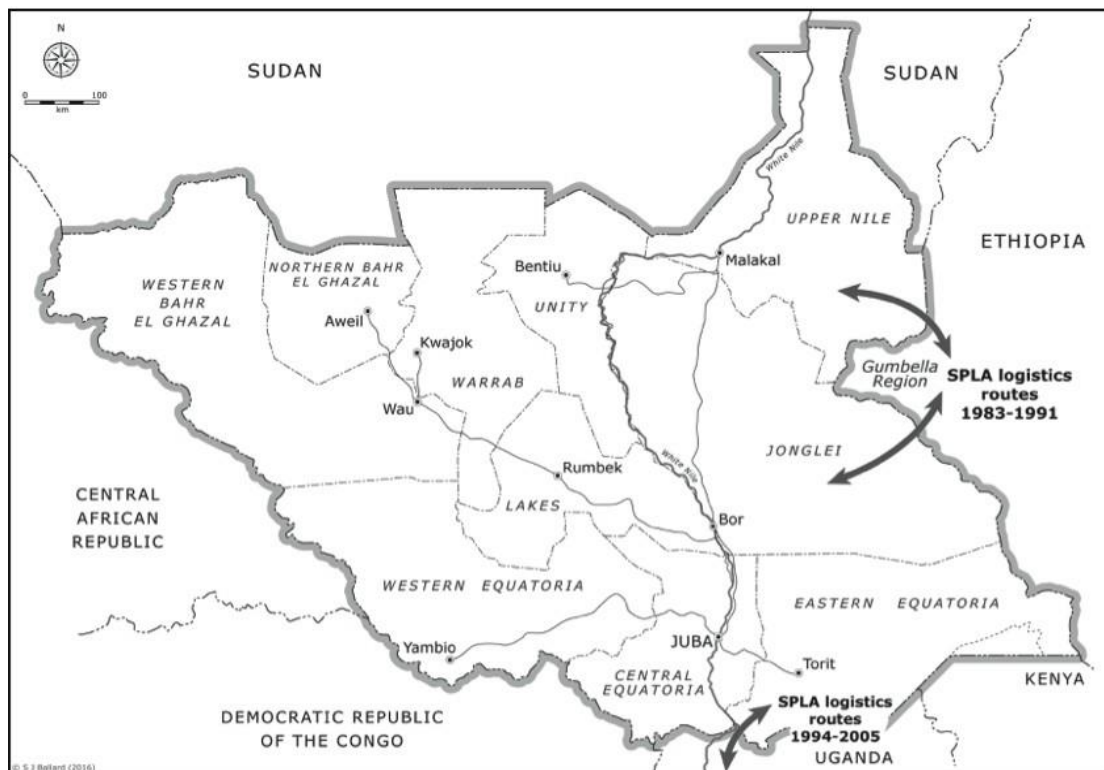 N
0
100
km
SUDAN
SUDAN
White Nile
UPPER NILE
ETHIOPIA
Malakal
Bentiu
UNITY
NORTHERN BAHR
EL GHAZAL
WESTERN
BAHR
EL GHAZAL
Aweil
Kwajok
WARRAB
Wau
Gumbella
Region
SPLA logistics
routes
1983-1991
JONGLEI
White Nile
Rumbek
LAKES
Bor
CENTRAL
AFRICAN
REPUBLIC
WESTERN EQUATORIA
EASTERN EQUATORIA
Yambio
JUBA
Torit
CENTRAL
EQUATORIA
KENYA
SPLA logistics
routes
1994-2005
DEMOCRATIC REPUBLIC
OF THE CONGO
UGANDA
© S J Ballard (2016)